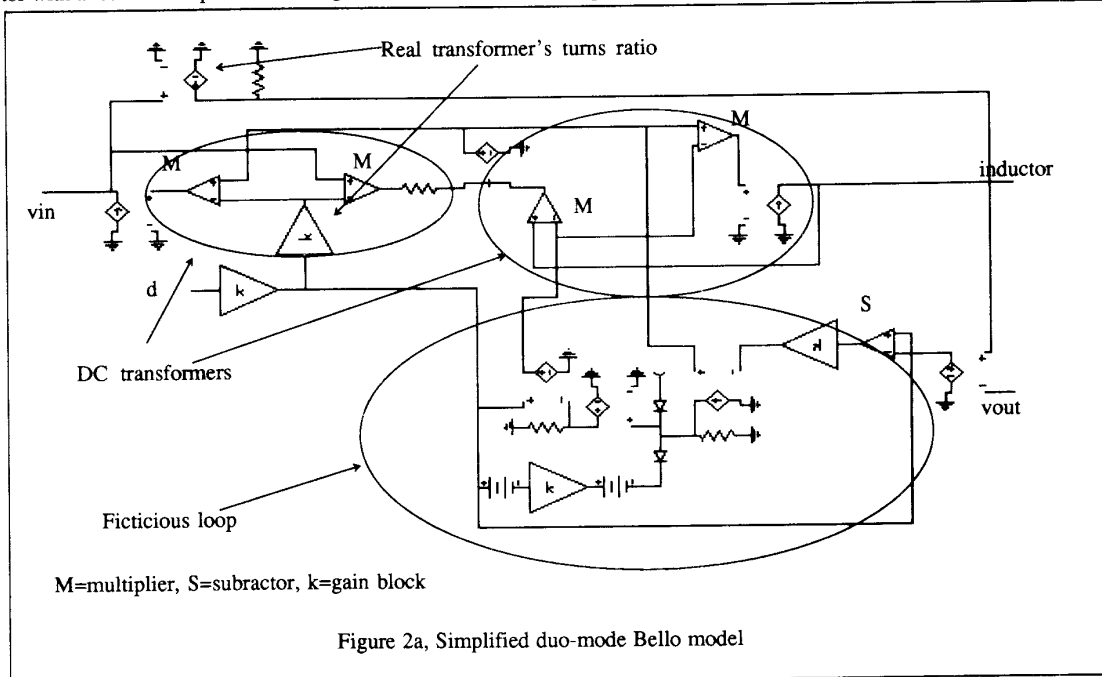 Real transformer's turns ratio
M
M
M
M
inductor
vin
d
k
k
k
k
S
DC transformers
vout
Ficticious loop
M=multiplier, S=subractor, k=gain block
Figure 2a, Simplified duo-mode Bello model